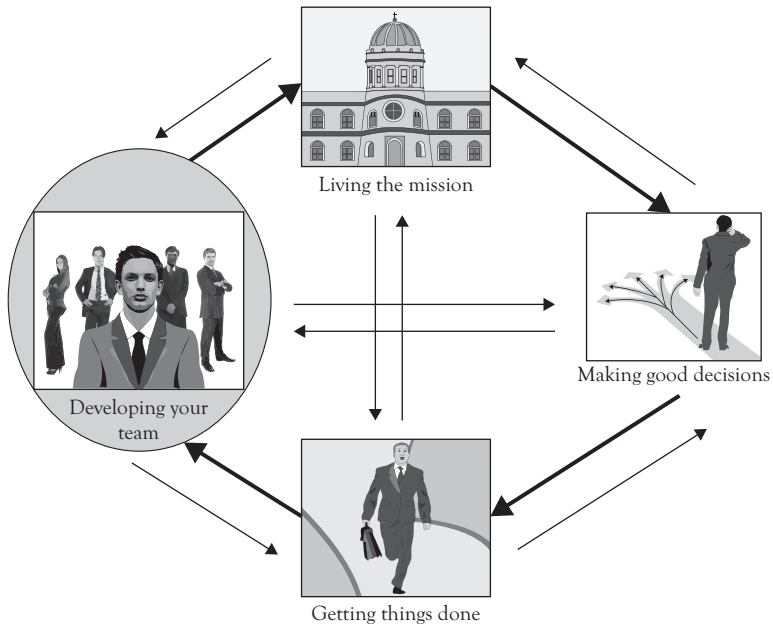 Living the mission
Making good decisions
Developing your
team
Getting things done